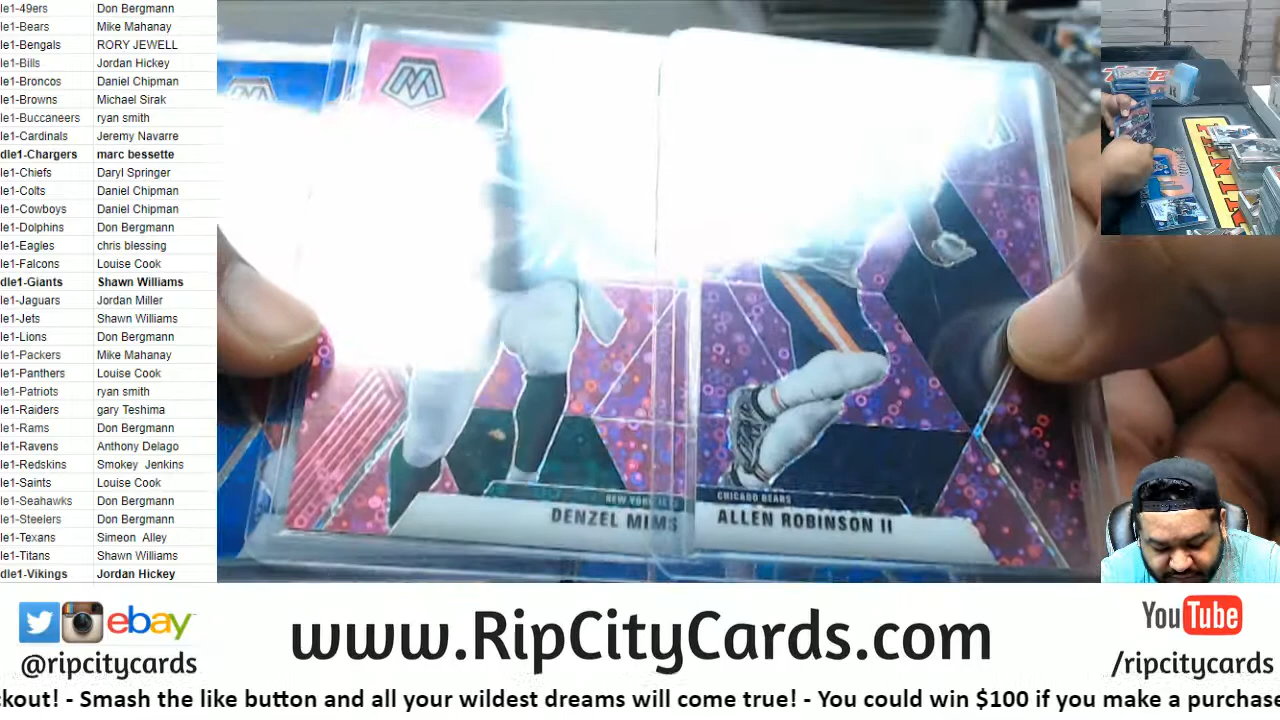 le1-49ers Don Bergmann
le1-Bears Mike Mahanay
le1-Bengals RORY JEWELL
le1-Bills Jordan Hickey
le1-Broncos Daniel Chipman
le1-Browns Michael Sirak
le1-Buccaneers ryan smith
le1-Cardinals Jeremy Navarre
dle1-Chargers marc bessette
le1-Chiefs Daryl Springer
le1-Colts Daniel Chipman
le1-Cowboys Daniel Chipman
le1-Dolphins Don Bergmann
le1-Eagles chris blessing
le1-Falcons Louise Cook
dle1-Giants Shawn Williams
le1-Jaguars Jordan Miller
le1-Jets Shawn Williams
le1-Lions Don Bergmann
le1-Packers Mike Mahanay
le1-Panthers Louise Cook
le1-Patriots ryan smith
le1-Raiders gary Teshima
le1-Rams Don Bergmann
le1-Ravens Anthony Delago
le1-Redskins Smokey Jenkins
le1-Saints Louise Cook
le1-Seahawks Don Bergmann
le1-Steelers Don Bergmann
le1-Texans Simeon Alley
le1-Titans Shawn Williams
dle1-Vikings Jordan Hickey
NEW YORK JETS
DENZEL MIMS
CHICAGO BEARS
ALLEN ROBINSON II
PANINI
ebay
@ripcitycards
www.RipCityCards.com
YouTube
/ripcitycards
ckout! - Smash the like button and all your wildest dreams will come true! - You could win $100 if you make a purchase